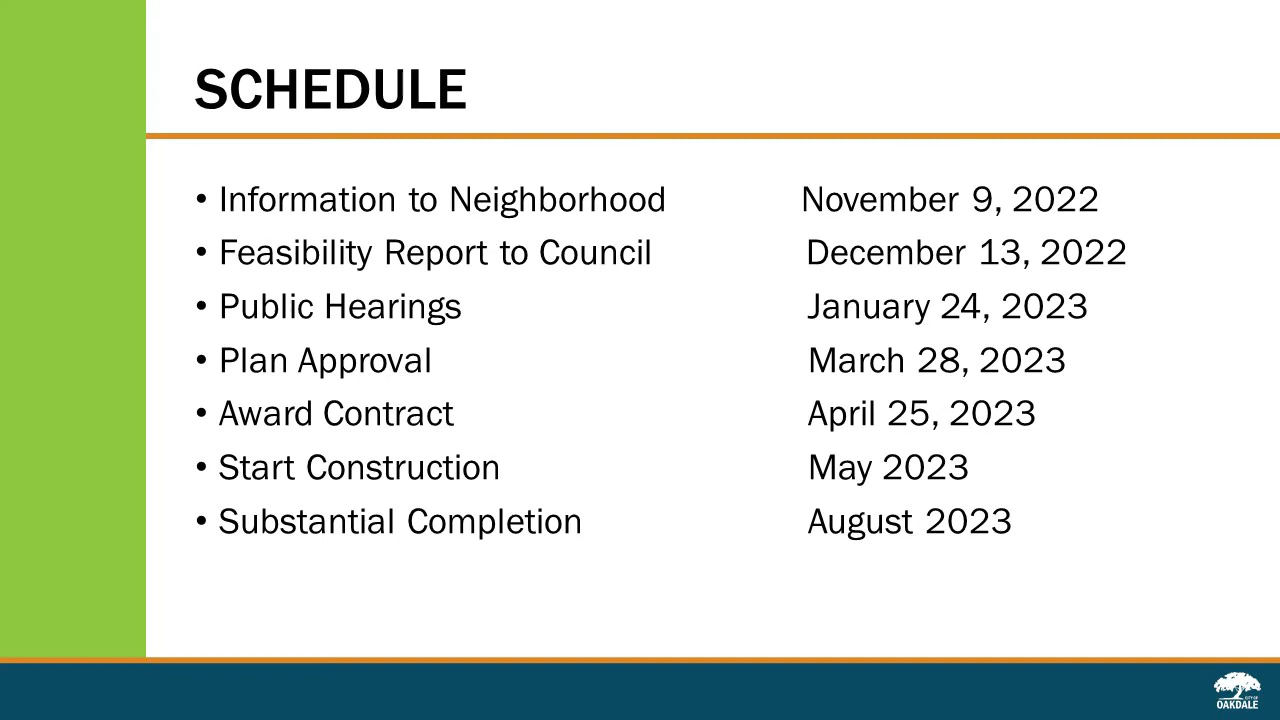 SCHEDULE
• Information to Neighborhood November 9, 2022
• Feasibility Report to Council December 13, 2022
• Public Hearings January 24, 2023
• Plan Approval March 28, 2023
• Award Contract April 25, 2023
• Start Construction May 2023
• Substantial Completion August 2023
CITY OF
OAKDALE